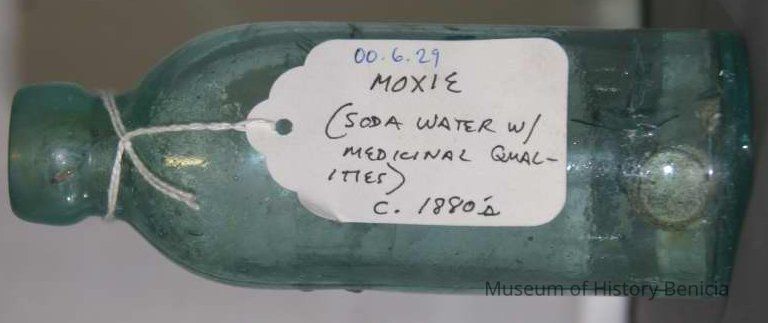 00.6.29
MOXIE
(SODA WATER W/
MEDICINAL QUAL-
ITIES)
C. 1880's
Museum of History Benicia